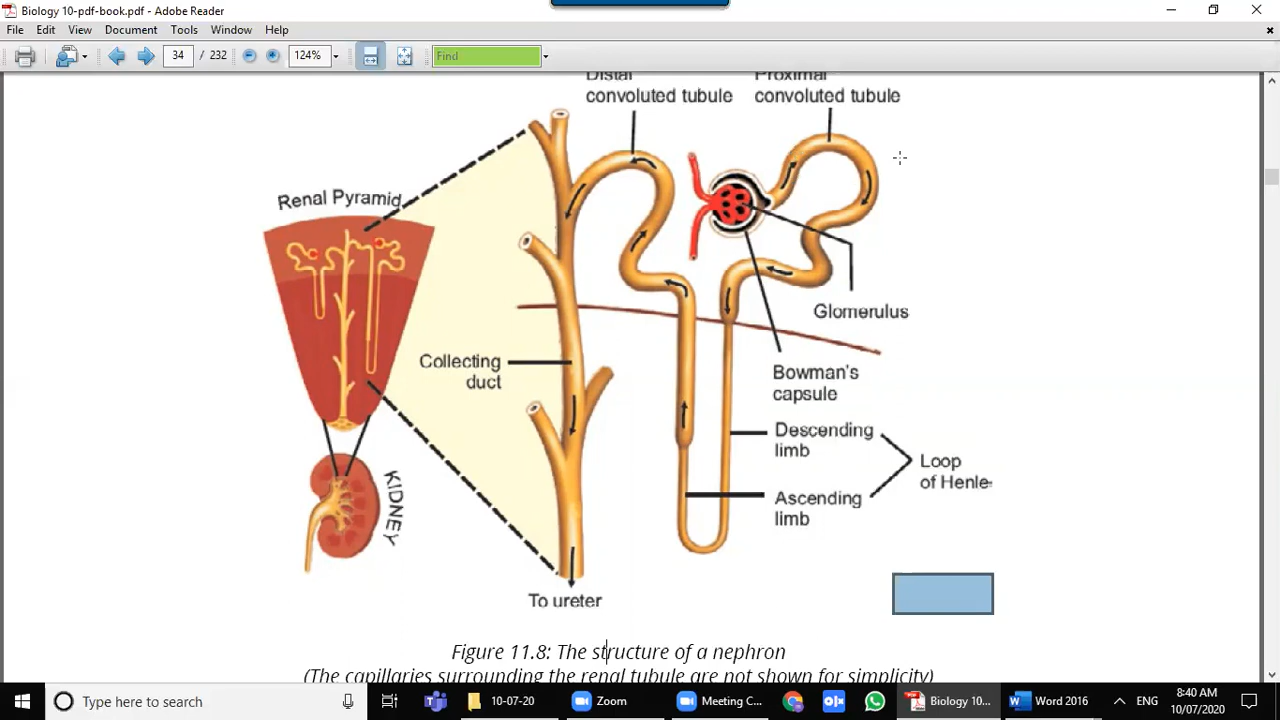 Biology 10-pdf-book.pdf - Adobe Reader
File Edit View Document Tools Window Help
34 / 232 124% Find
Distal
convoluted tubule
Proximal
convoluted tubule
Renal Pyramid
Glomerulus
Collecting
duct
Bowman's
capsule
Descending
limb
Loop
of Henle
Ascending
limb
KIDNEY
To ureter
Figure 11.8: The structure of a nephron
(The capillaries surrounding the renal tubule are not shown for simplicity)
Type here to search
10-07-20
Zoom
Meeting C...
Biology 10...
Word 2016
ENG
8:40 AM
10/07/2020